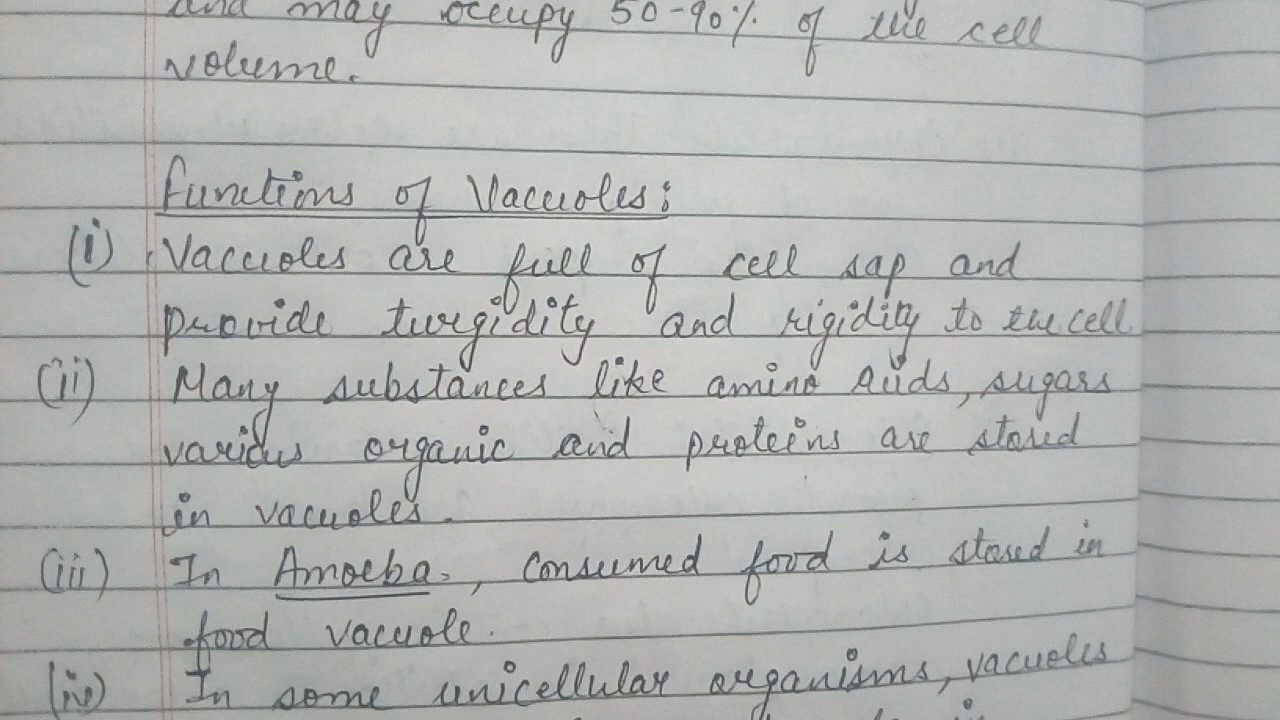 and may occupy 50-90% of the cell
volume.
Functions of Vacuoles:
(i) Vacuoles are full of cell sap and
provide turgidity and rigidity to the cell
(ii) Many substances like amino acids, sugars
various organic and proteins are stored
in vacuoles.
(iii) In Amoeba, consumed food is stored in
food vacuole.
(iv) In some unicellular organisms, vacuoles